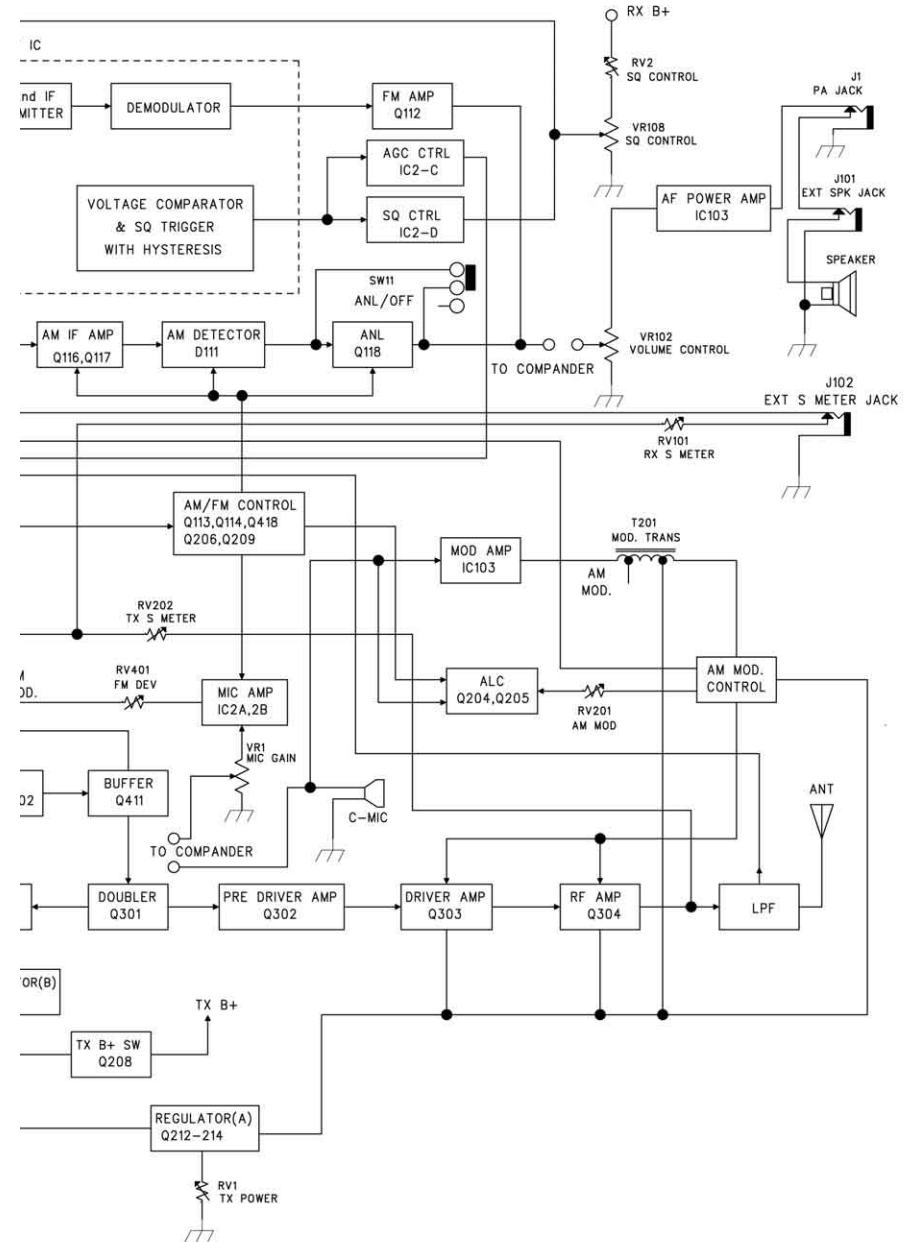 RX B+
IC
RV2
SQ CONTROL
J1
PA JACK
nd IF
MITTER
DEMODULATOR
FM AMP
Q112
VR108
SQ CONTROL
AGC CTRL
IC2-C
J101
EXT SPK JACK
VOLTAGE COMPARATOR
& SQ TRIGGER
WITH HYSTERESIS
SQ CTRL
IC2-D
AF POWER AMP
IC103
SPEAKER
SW11
ANL/OFF
AM IF AMP
Q116,Q117
AM DETECTOR
D111
ANL
Q118
VR102
VOLUME CONTROL
TO COMPANDER
J102
EXT S METER JACK
RV101
RX S METER
AM/FM CONTROL
Q113,Q114,Q418
Q206,Q209
T201
MOD. TRANS
MOD AMP
IC103
AM
MOD.
RV202
TX S METER
RV401
FM DEV
M
OD.
MIC AMP
IC2A,2B
ALC
Q204,Q205
RV201
AM MOD
AM MOD.
CONTROL
VR1
MIC GAIN
02
BUFFER
Q411
C-MIC
ANT
TO COMPANDER
DOUBLER
Q301
PRE DRIVER AMP
Q302
DRIVER AMP
Q303
RF AMP
Q304
LPF
OR(B)
TX B+
TX B+ SW
Q208
REGULATOR(A)
Q212-214
RV1
TX POWER